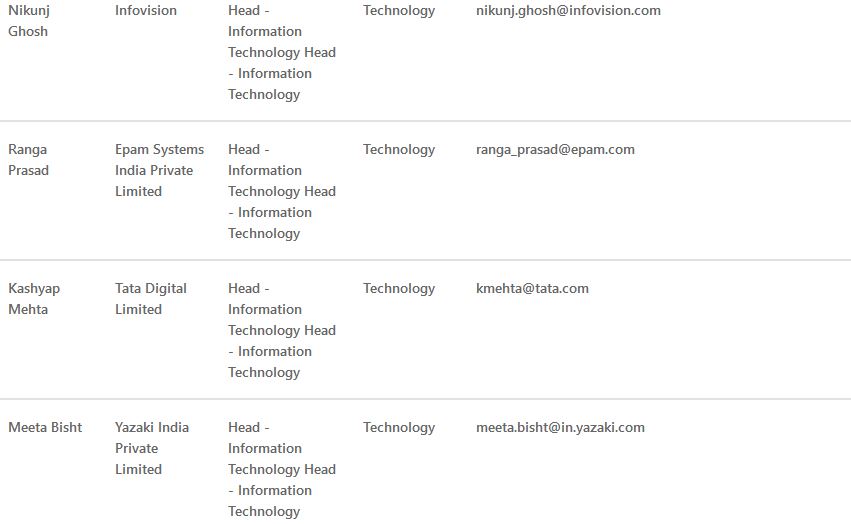 Nikunj Ghosh
Infovision
Head - Information Technology Head - Information Technology
Technology
nikunj.ghosh@infovision.com
Ranga Prasad
Epam Systems India Private Limited
Head - Information Technology Head - Information Technology
Technology
ranga_prasad@epam.com
Kashyap Mehta
Tata Digital Limited
Head - Information Technology Head - Information Technology
Technology
kmehta@tata.com
Meeta Bisht
Yazaki India Private Limited
Head - Information Technology Head - Information Technology
Technology
meeta.bisht@in.yazaki.com